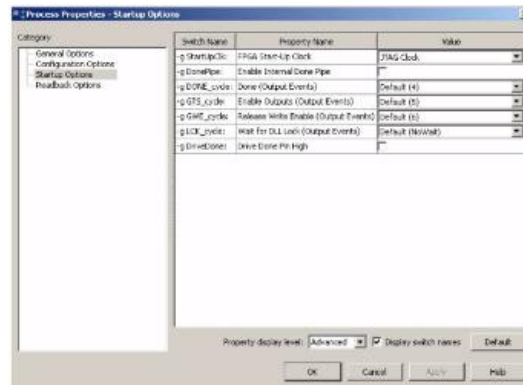 Process Properties - Startup Options
Category
General Options
Configuration Options
Startup Options
Readback Options
Switch Name Property Name Value
-g StartUpClk: FPGA Start-Up Clock JTAG Clock
-g DonePipe: Enable Internal Done Pipe
-g DONE_cycle: Done (Output Events) Default (4)
-g GTS_cycle: Enable Outputs (Output Events) Default (5)
-g GWE_cycle: Release Write Enable (Output Events) Default (6)
-g LCK_cycle: Wait for DLL Lock (Output Events) Default (NoWait)
-g DriveDone: Drive Done Pin High
Property display level: Advanced Display switch names Default
OK Cancel Apply Help